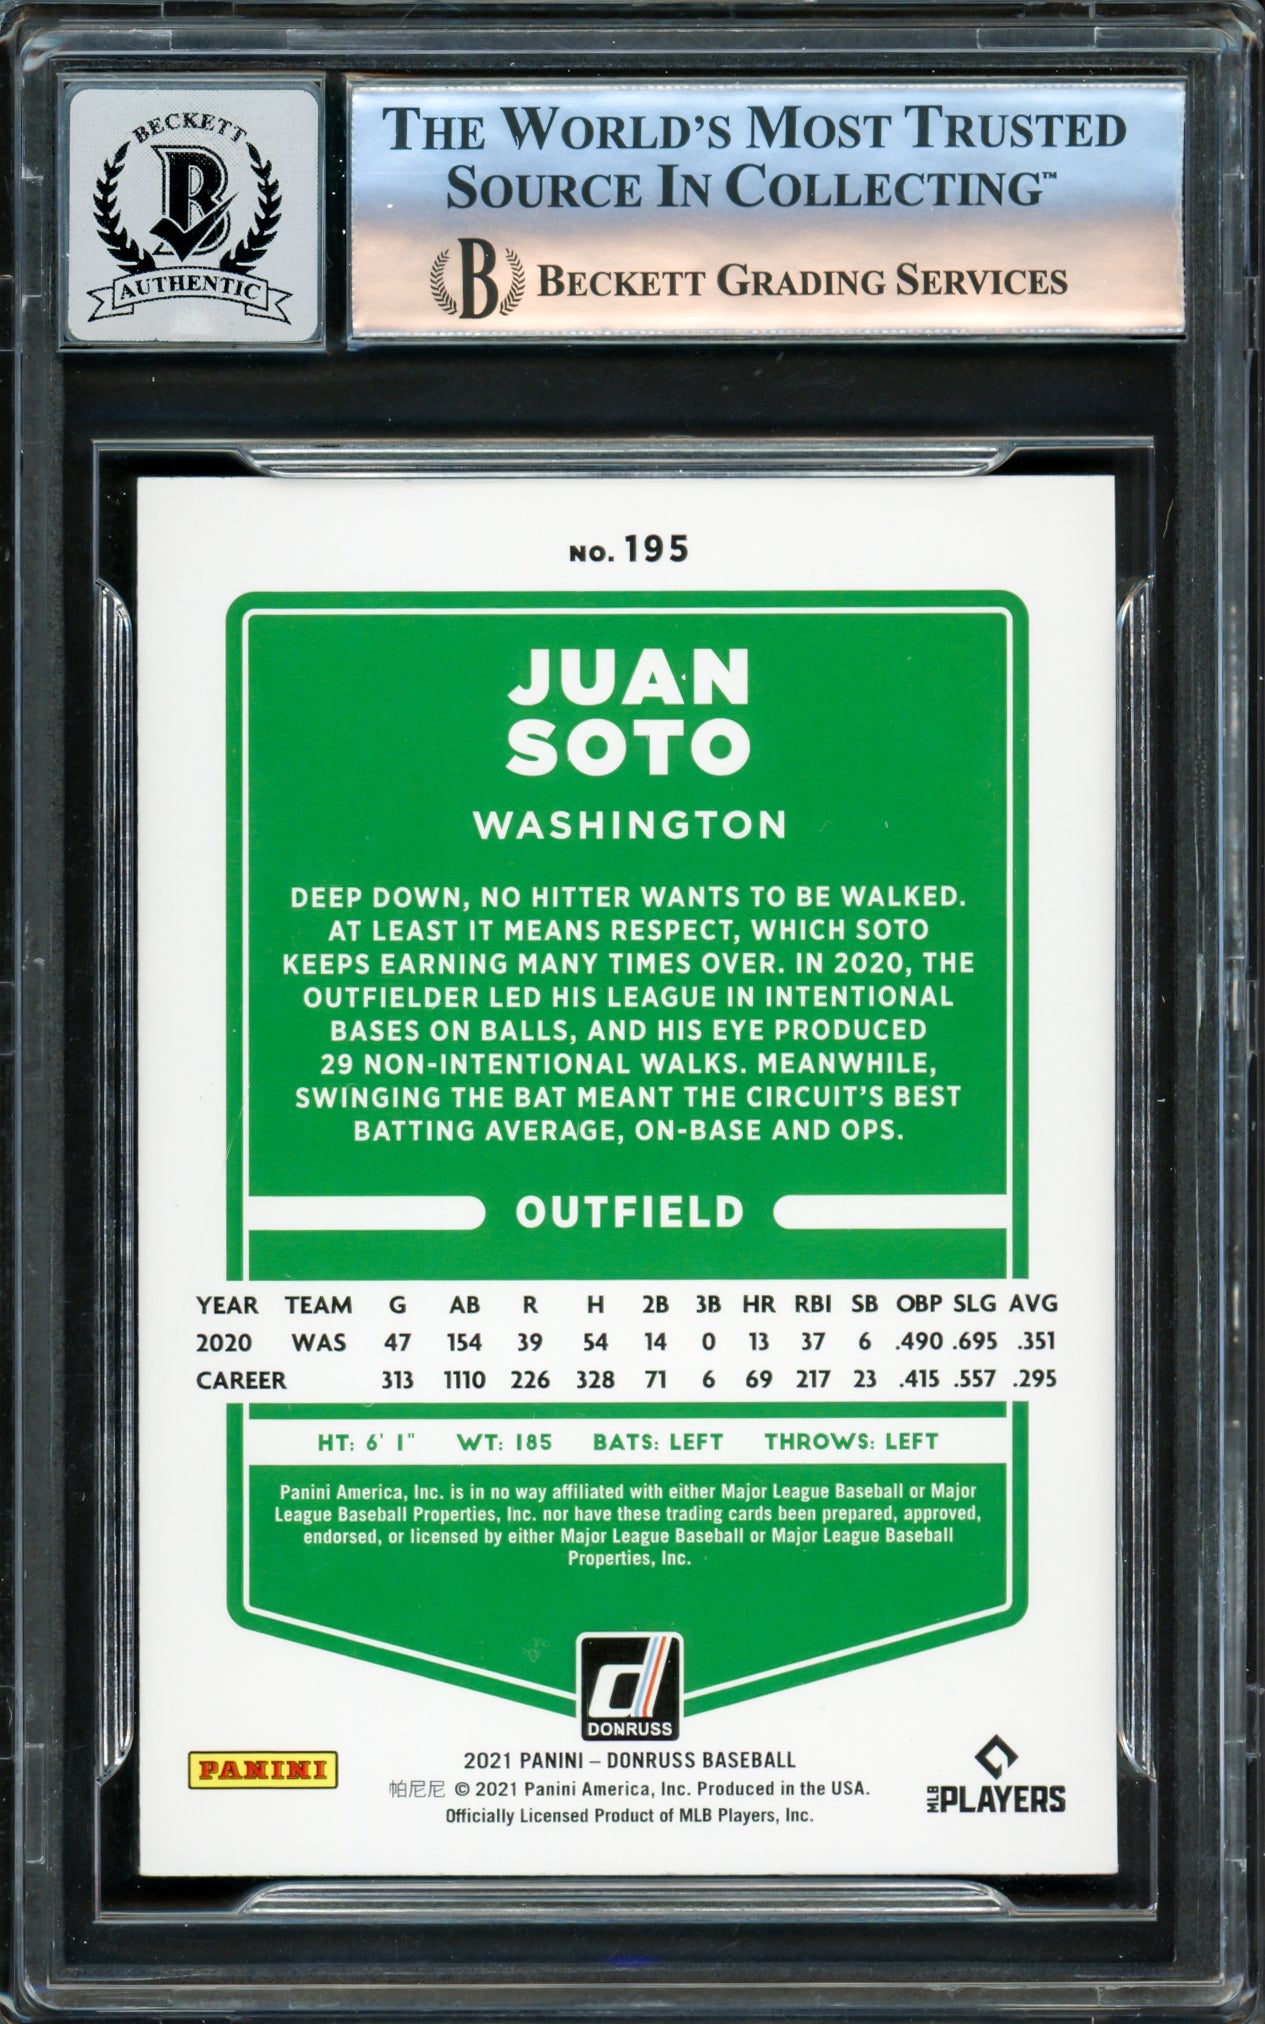 BECKETT
B
AUTHENTIC
THE WORLD'S MOST TRUSTED
SOURCE IN COLLECTING™
B BECKETT GRADING SERVICES
NO. 195
JUAN
SOTO
WASHINGTON
DEEP DOWN, NO HITTER WANTS TO BE WALKED.
AT LEAST IT MEANS RESPECT, WHICH SOTO
KEEPS EARNING MANY TIMES OVER. IN 2020, THE
OUTFIELDER LED HIS LEAGUE IN INTENTIONAL
BASES ON BALLS, AND HIS EYE PRODUCED
29 NON-INTENTIONAL WALKS. MEANWHILE,
SWINGING THE BAT MEANT THE CIRCUIT'S BEST
BATTING AVERAGE, ON-BASE AND OPS.
OUTFIELD
YEAR TEAM G AB R H 2B 3B HR RBI SB OBP SLG AVG
2020 WAS 47 154 39 54 14 0 13 37 6 .490 .695 .351
CAREER 313 1110 226 328 71 6 69 217 23 .415 .557 .295
HT: 6' 1" WT: 185 BATS: LEFT THROWS: LEFT
Panini America, Inc. is in no way affiliated with either Major League Baseball or Major
League Baseball Properties, Inc. nor have these trading cards been prepared, approved,
endorsed, or licensed by either Major League Baseball or Major League Baseball
Properties, Inc.
d
DONRUSS
PANINI
2021 PANINI – DONRUSS BASEBALL
帕尼尼 © 2021 Panini America, Inc. Produced in the USA.
Officially Licensed Product of MLB Players, Inc.
MLB PLAYERS